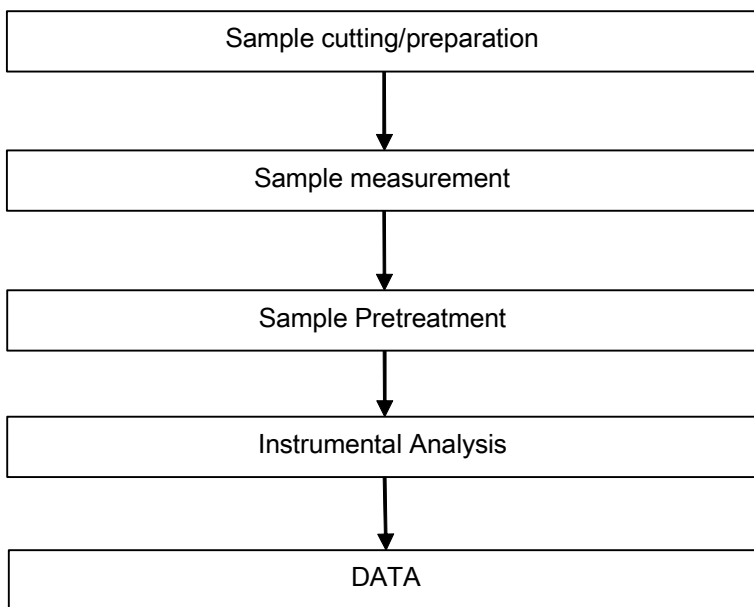 Sample cutting/preparation
Sample measurement
Sample Pretreatment
Instrumental Analysis
DATA